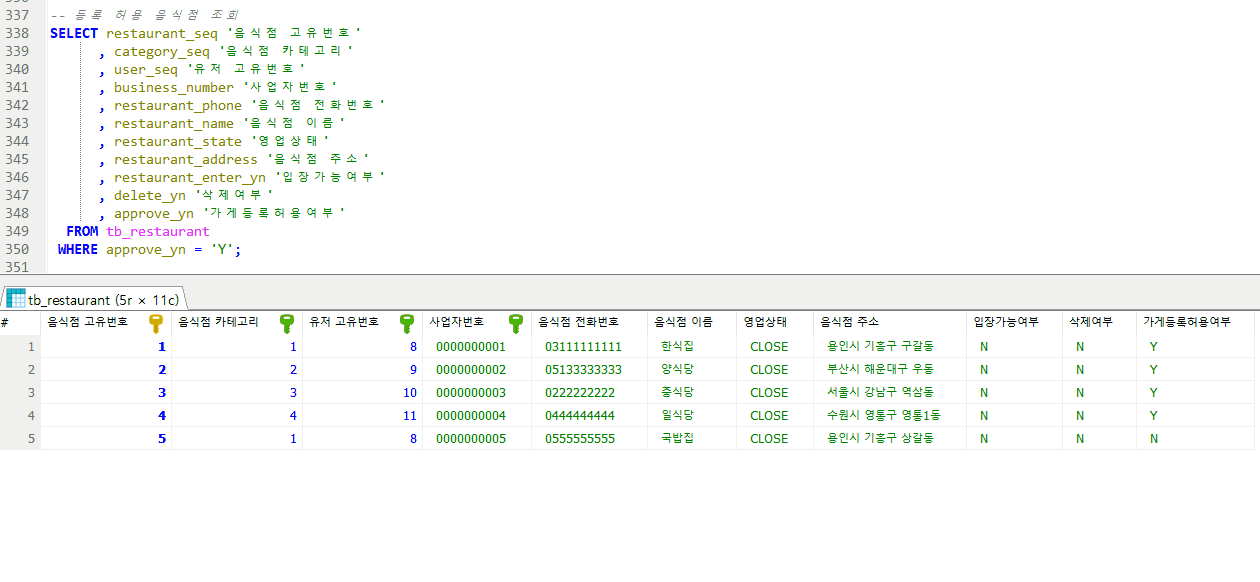 337 -- 등록 허용 음식점 조회
338 SELECT restaurant_seq '음식점 고유번호'
339 , category_seq '음식점 카테고리'
340 , user_seq '유저 고유번호'
341 , business_number '사업자번호'
342 , restaurant_phone '음식점 전화번호'
343 , restaurant_name '음식점 이름'
344 , restaurant_state '영업상태'
345 , restaurant_address '음식점 주소'
346 , restaurant_enter_yn '입장가능여부'
347 , delete_yn '삭제여부'
348 , approve_yn '가게등록허용여부'
349 FROM tb_restaurant
350 WHERE approve_yn = 'Y';
351
tb_restaurant (5r × 11c)
# 음식점 고유번호 음식점 카테고리 유저 고유번호 사업자번호 음식점 전화번호 음식점 이름 영업상태 음식점 주소 입장가능여부 삭제여부 가게등록허용여부
1 1 1 8 0000000001 03111111111 한식집 CLOSE 용인시 기흥구 구갈동 N N Y
2 2 2 9 0000000002 05133333333 양식당 CLOSE 부산시 해운대구 우동 N N Y
3 3 3 10 0000000003 0222222222 중식당 CLOSE 서울시 강남구 역삼동 N N Y
4 4 4 11 0000000004 0444444444 일식당 CLOSE 수원시 영통구 영통1동 N N Y
5 5 1 8 0000000005 0555555555 국밥집 CLOSE 용인시 기흥구 상갈동 N N N